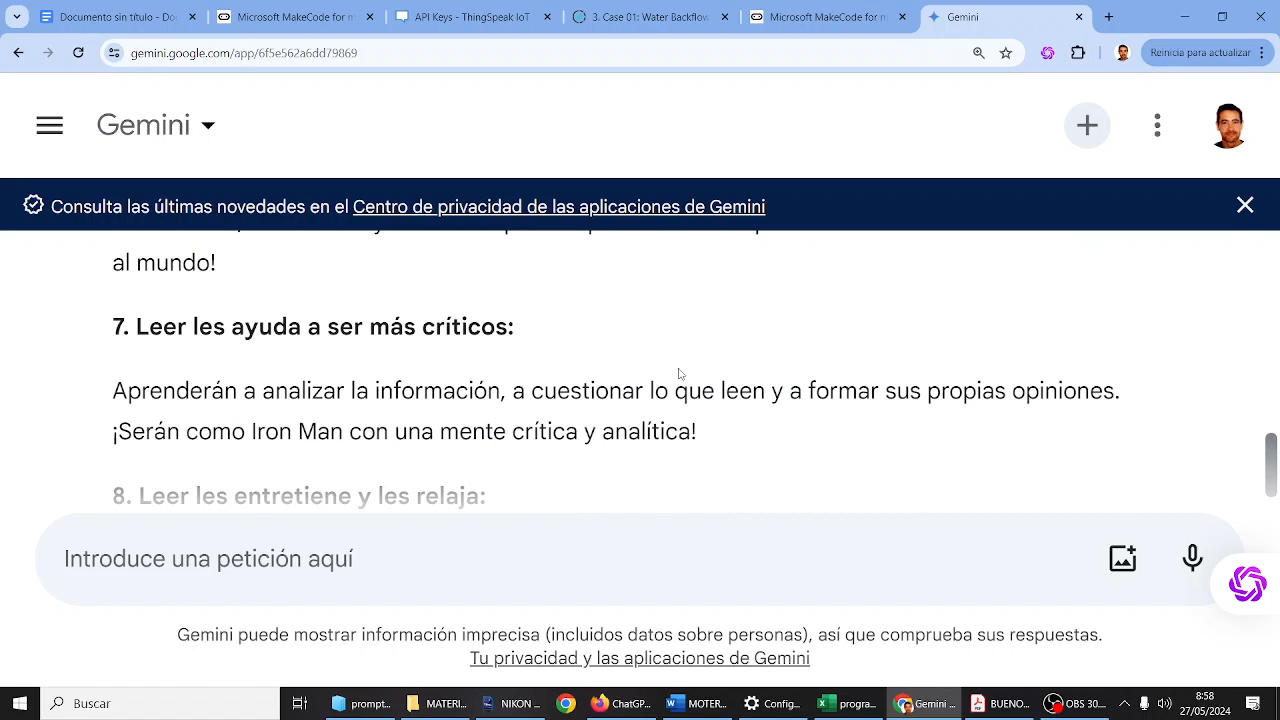 Documento sin título - Do
Microsoft MakeCode for m
API Keys - ThingSpeak IoT
3. Case 01: Water Backflow
Microsoft MakeCode for m
Gemini
gemini.google.com/app/6f5e562a6dd79869
Reinicia para actualizar
Gemini
Consulta las últimas novedades en el Centro de privacidad de las aplicaciones de Gemini
al mundo!
7. Leer les ayuda a ser más críticos:
Aprenderán a analizar la información, a cuestionar lo que leen y a formar sus propias opiniones.
¡Serán como Iron Man con una mente crítica y analítica!
8. Leer les entretiene y les relaja:
Introduce una petición aquí
Gemini puede mostrar información imprecisa (incluidos datos sobre personas), así que comprueba sus respuestas.
Tu privacidad y las aplicaciones de Gemini
Buscar
prompt...
MATERI...
NIKON ...
ChatGP...
MOTER...
Config...
progra...
Gemini ...
BUENO...
OBS 30...
8:58
27/05/2024